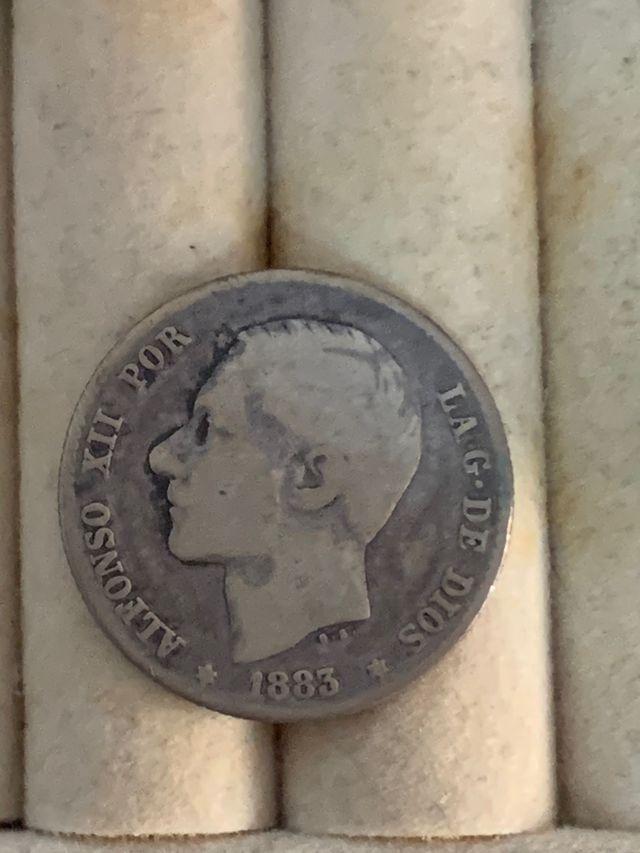 ALFONSO XII POR
LA G · DE DIOS
* 1883 *